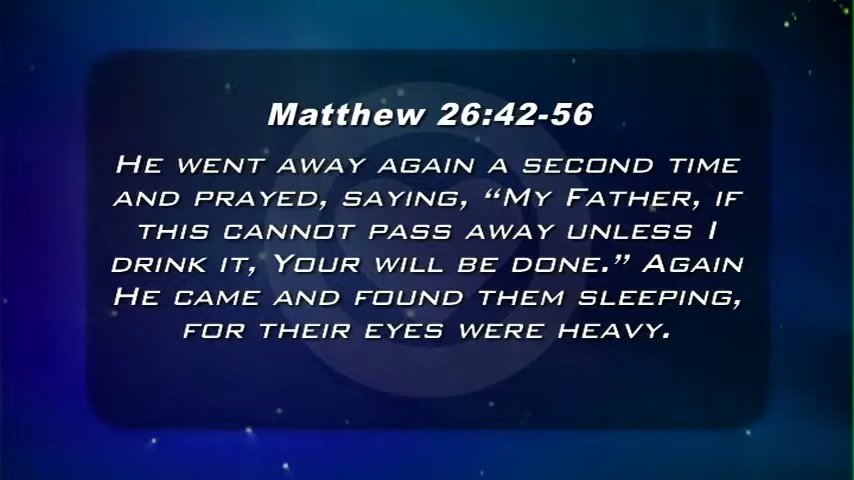 Matthew 26:42-56
HE WENT AWAY AGAIN A SECOND TIME
AND PRAYED, SAYING, “MY FATHER, IF
THIS CANNOT PASS AWAY UNLESS I
DRINK IT, YOUR WILL BE DONE.” AGAIN
HE CAME AND FOUND THEM SLEEPING,
FOR THEIR EYES WERE HEAVY.